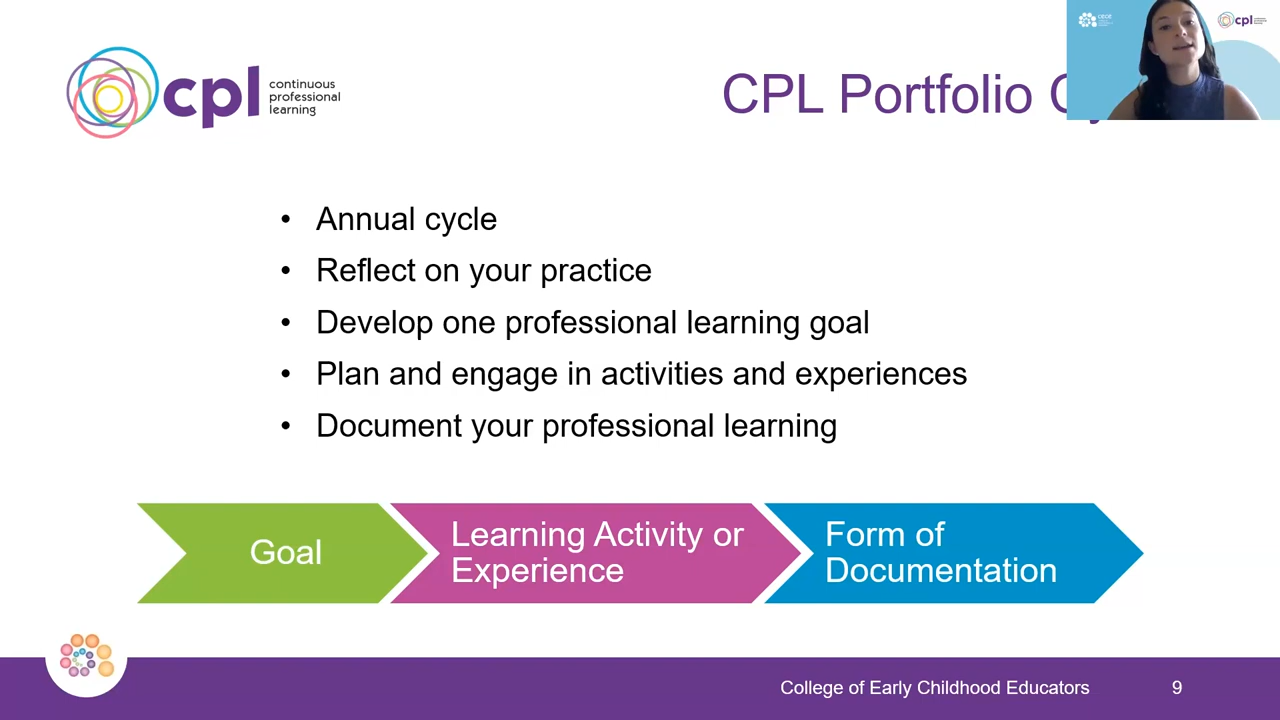 cpl
continuous
professional
learning
CPL Portfolio
CECE
cpl
• Annual cycle
• Reflect on your practice
• Develop one professional learning goal
• Plan and engage in activities and experiences
• Document your professional learning
Goal
Learning Activity or
Experience
Form of
Documentation
College of Early Childhood Educators
9